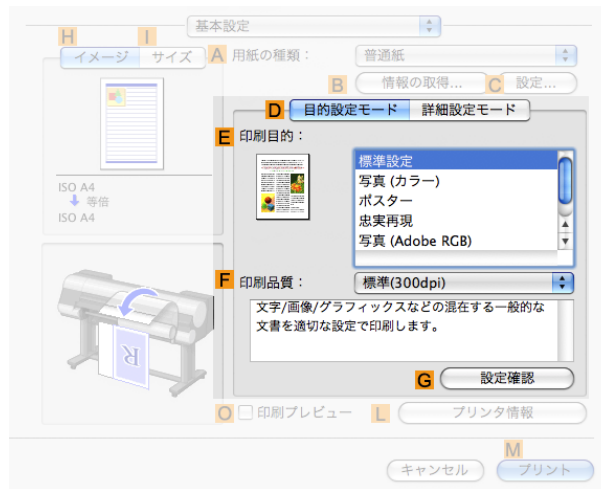 基本設定
H
I
イメージ
サイズ
A
用紙の種類：
普通紙
B
情報の取得...
C
設定...
D
目的設定モード
詳細設定モード
E
印刷目的：
標準設定
写真 (カラー)
ポスター
忠実再現
写真 (Adobe RGB)
ISO A4
等倍
ISO A4
F
印刷品質：
標準(300dpi)
文字/画像/グラフィックスなどの混在する一般的な
文書を適切な設定で印刷します。
R
G
設定確認
O
印刷プレビュー
L
プリンタ情報
M
キャンセル
プリント